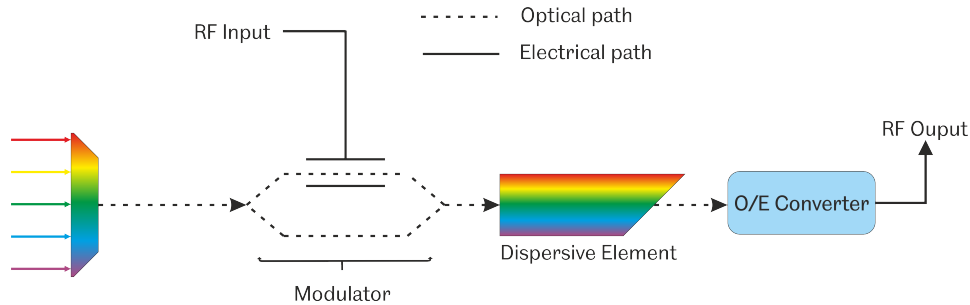 Optical path
RF Input
Electrical path
RF Ouput
O/E Converter
Dispersive Element
Modulator